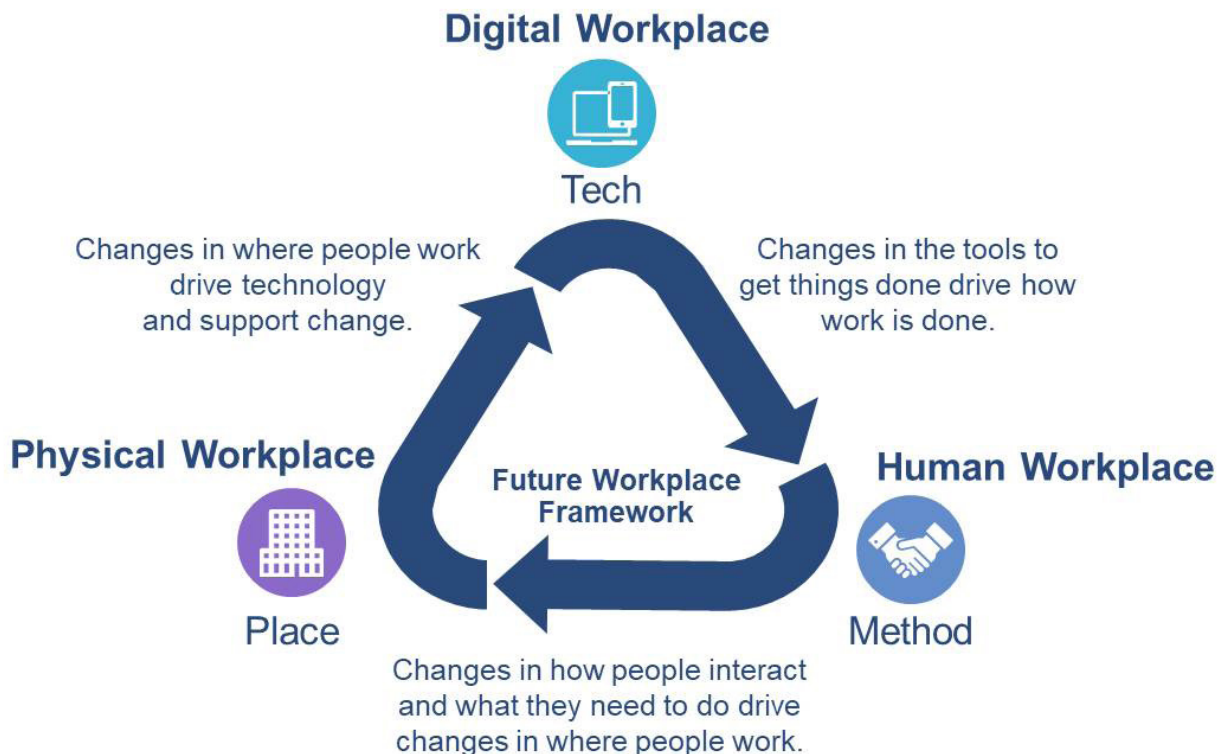 Digital Workplace
Tech
Changes in where people work
drive technology
and support change.
Changes in the tools to
get things done drive how
work is done.
Physical Workplace
Place
Future Workplace
Framework
Human Workplace
Method
Changes in how people interact
and what they need to do drive
changes in where people work.